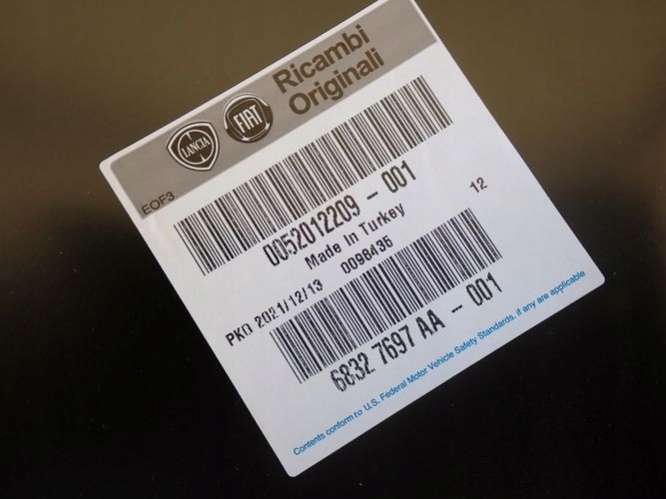 LANCIA
FIAT
Ricambi
Originali
EOF3
0052012209 - 001
Made In Turkey
12
PKD 2021/12/13 0098435
6832 7697 AA - 001
Contents conform to U.S. Federal Motor Vehicle Safety Standards, if any are applicable